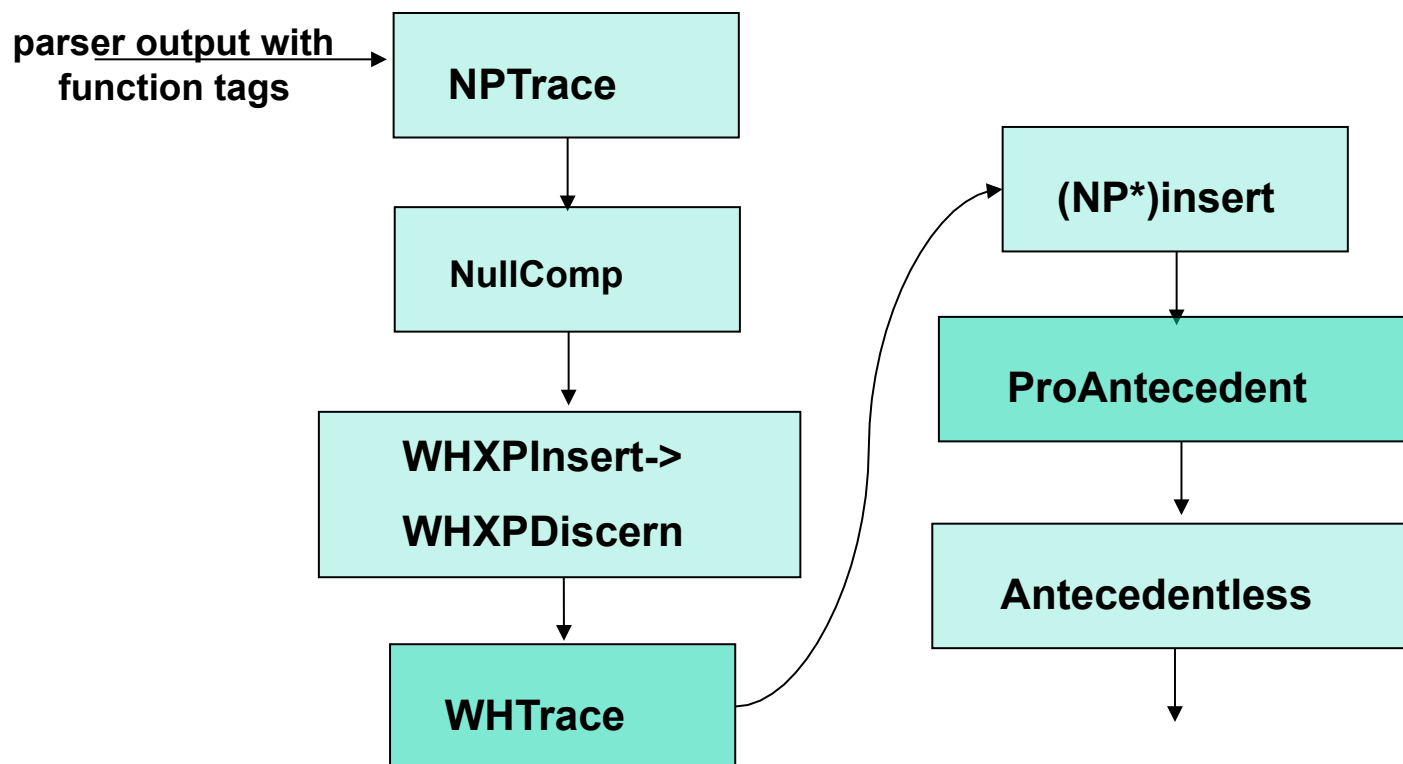 parser output with
function tags
NPTrace
NullComp
WHXPInsert->
WHXPDiscern
WHTrace
(NP*)insert
ProAntecedent
Antecedentless